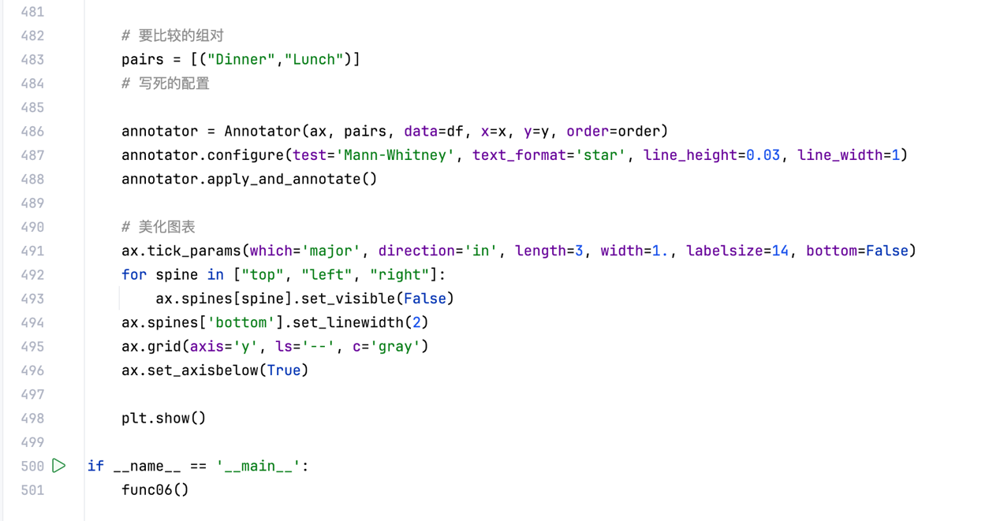 481
482 # 要比较的组对
483 pairs = [("Dinner","Lunch")]
484 # 写死的配置
485
486 annotator = Annotator(ax, pairs, data=df, x=x, y=y, order=order)
487 annotator.configure(test='Mann-Whitney', text_format='star', line_height=0.03, line_width=1)
488 annotator.apply_and_annotate()
489
490 # 美化图表
491 ax.tick_params(which='major', direction='in', length=3, width=1., labelsize=14, bottom=False)
492 for spine in ["top", "left", "right"]:
493 ax.spines[spine].set_visible(False)
494 ax.spines['bottom'].set_linewidth(2)
495 ax.grid(axis='y', ls='--', c='gray')
496 ax.set_axisbelow(True)
497
498 plt.show()
499
500 if __name__ == '__main__':
501 func06()